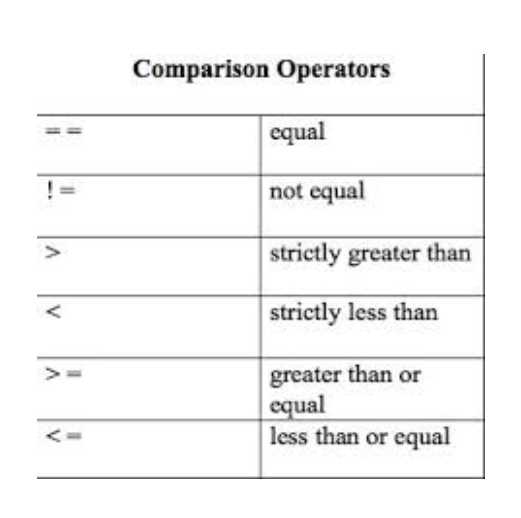 Comparison Operators
= = equal
! = not equal
> strictly greater than
< strictly less than
> = greater than or
equal
< = less than or equal